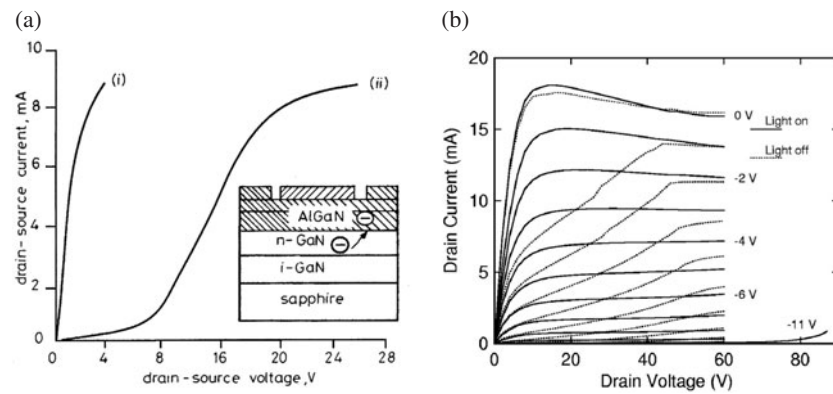 (a)
drain-source current, mA
10
8
6
4
2
0
0
4
8
12
16
20
24
28
drain-source voltage, V
(i)
(ii)
AlGaN
n-GaN
i-GaN
sapphire
(b)
Drain Current (mA)
20
15
10
5
0
0
20
40
60
80
Drain Voltage (V)
0 V
Light on
Light off
-2 V
-4 V
-6 V
-11 V